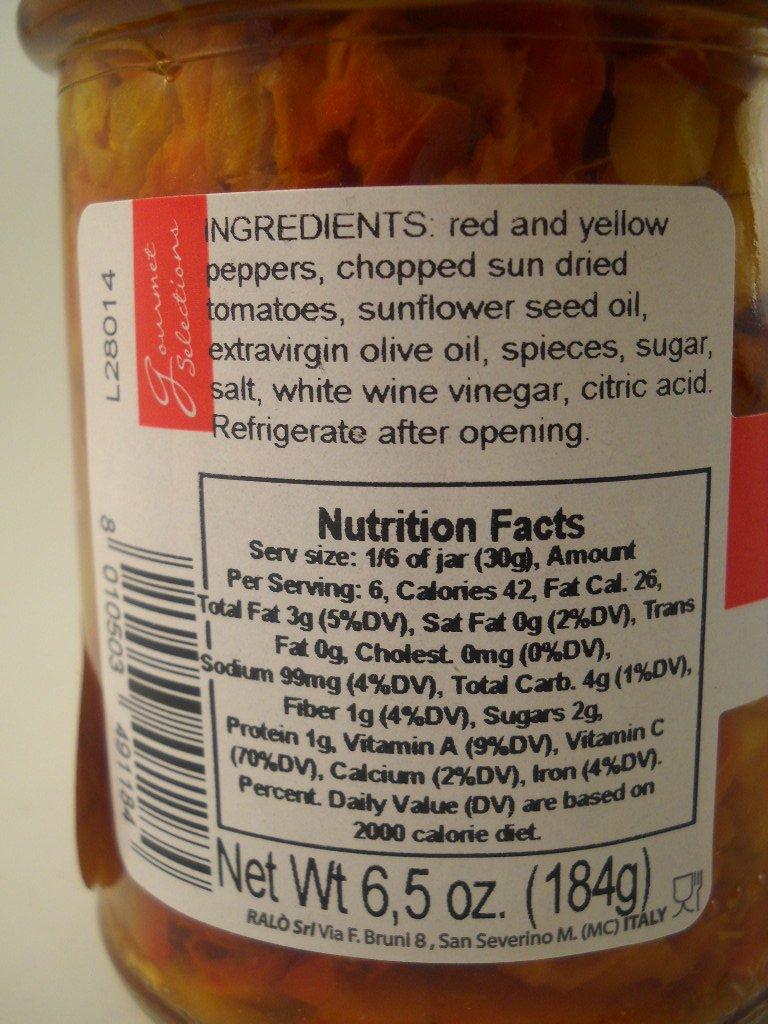 L28014
Gourmet
Selections
INGREDIENTS: red and yellow
peppers, chopped sun dried
tomatoes, sunflower seed oil,
extravirgin olive oil, spieces, sugar,
salt, white wine vinegar, citric acid.
Refrigerate after opening.
Nutrition Facts
Serv size: 1/6 of jar (30g), Amount
Per Serving: 6, Calories 42, Fat Cal. 26,
Total Fat 3g (5%DV), Sat Fat 0g (2%DV), Trans
Fat 0g, Cholest. 0mg (0%DV),
Sodium 99mg (4%DV), Total Carb. 4g (1%DV),
Fiber 1g (4%DV), Sugars 2g,
Protein 1g, Vitamin A (9%DV), Vitamin C
(70%DV), Calcium (2%DV), Iron (4%DV).
Percent. Daily Value (DV) are based on
2000 calorie diet.
8 010503 491184
Net Wt 6,5 oz. (184g)
RALÒ Srl Via F. Bruni 8, San Severino M. (MC) ITALY